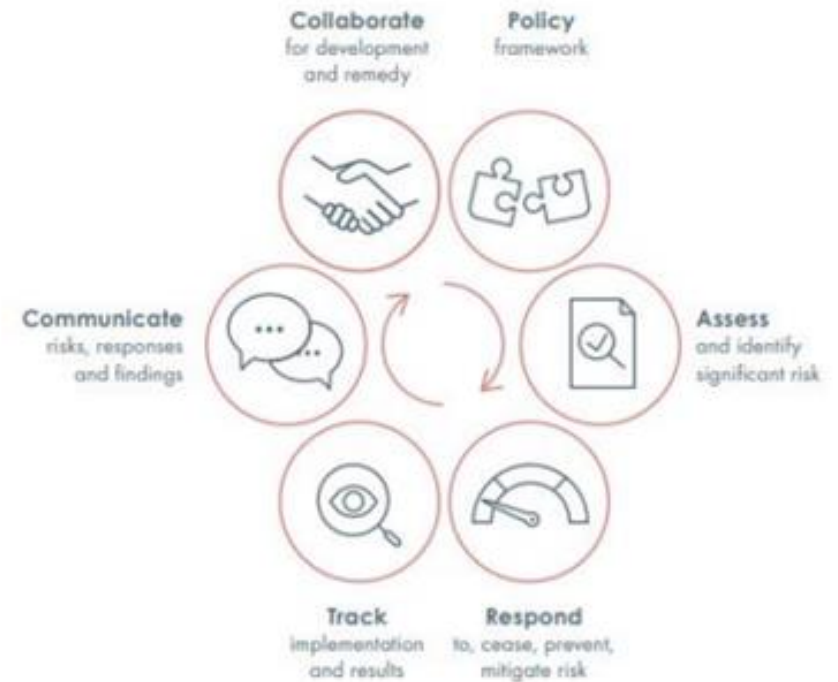 Collaborate
for development
and remedy
Policy
framework
Communicate
risks, responses
and findings
Assess
and identify
significant risk
Track
implementation
and results
Respond
to, cease, prevent,
mitigate risk